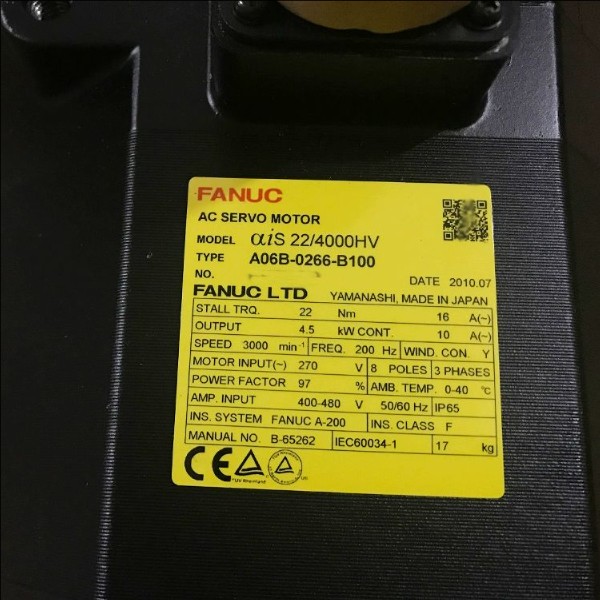 FANUC
AC SERVO MOTOR
MODEL αiS 22/4000HV
TYPE A06B-0266-B100
NO.
DATE 2010.07
FANUC LTD YAMANASHI, MADE IN JAPAN
STALL TRQ. 22 Nm 16 A(~)
OUTPUT 4.5 kW CONT. 10 A(~)
SPEED 3000 min-1 FREQ. 200 Hz WIND. CON. Y
MOTOR INPUT(~) 270 V 8 POLES 3 PHASES
POWER FACTOR 97 % AMB. TEMP. 0-40 ℃
AMP. INPUT 400-480 V 50/60 Hz IP65
INS. SYSTEM FANUC A-200 INS. CLASS F
MANUAL NO. B-65262 IEC60034-1 17 kg
CE
TUV Rheinland